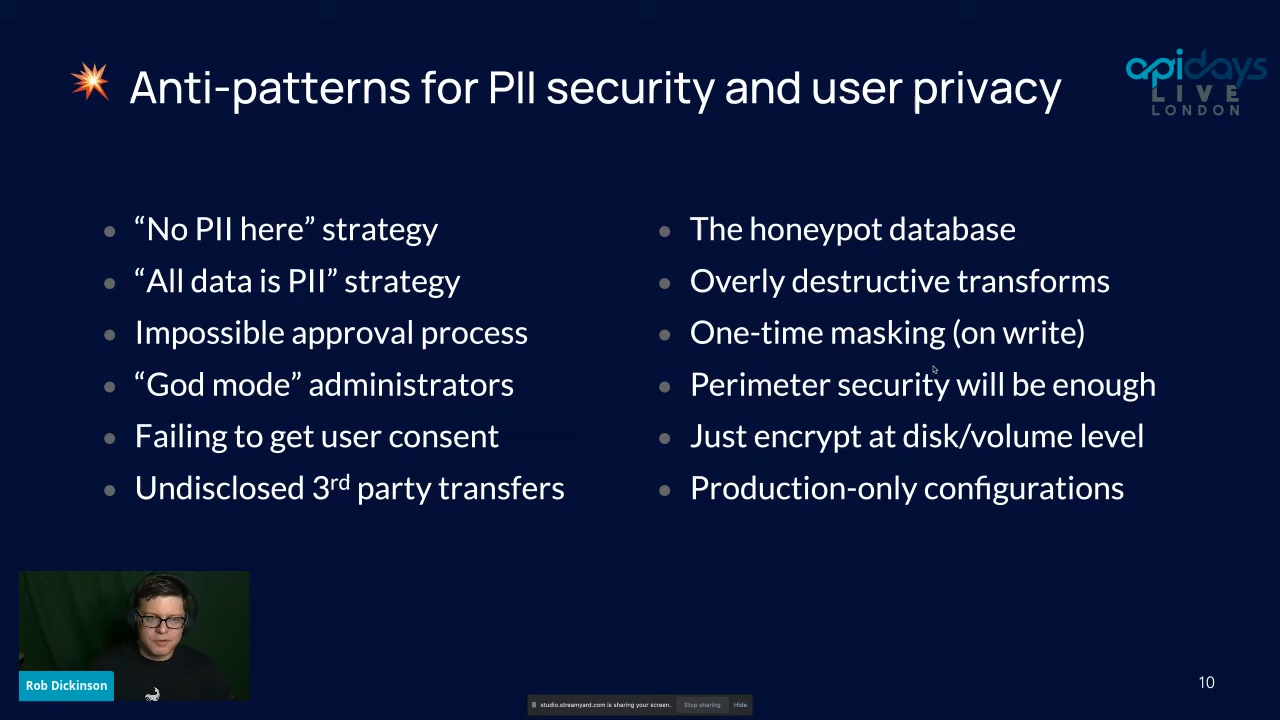 Anti-patterns for PII security and user privacy
apidays
LIVE
LONDON
“No PII here” strategy
“All data is PII” strategy
Impossible approval process
“God mode” administrators
Failing to get user consent
Undisclosed 3rd party transfers
The honeypot database
Overly destructive transforms
One-time masking (on write)
Perimeter security will be enough
Just encrypt at disk/volume level
Production-only configurations
Rob Dickinson
studio.streamyard.com is sharing your screen. Stop sharing Hide
10